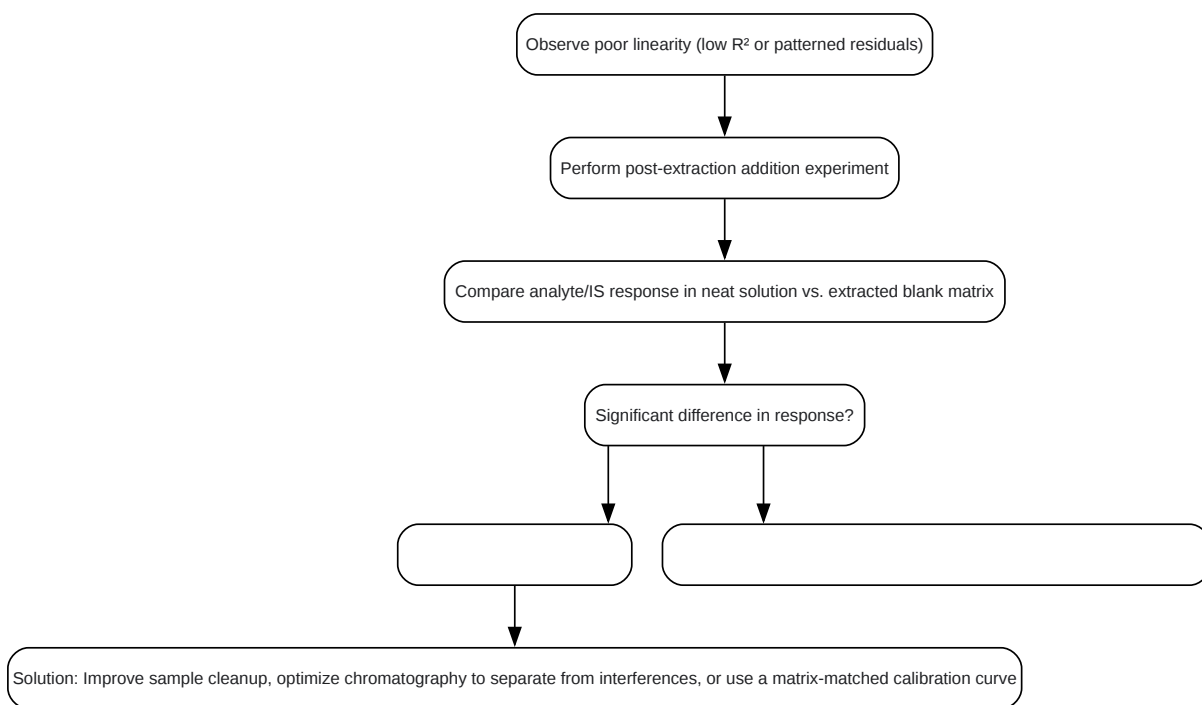 Observe poor linearity (low R² or patterned residuals)
Perform post-extraction addition experiment
Compare analyte/IS response in neat solution vs. extracted blank matrix
Significant difference in response?
Solution: Improve sample cleanup, optimize chromatography to separate from interferences, or use a matrix-matched calibration curve